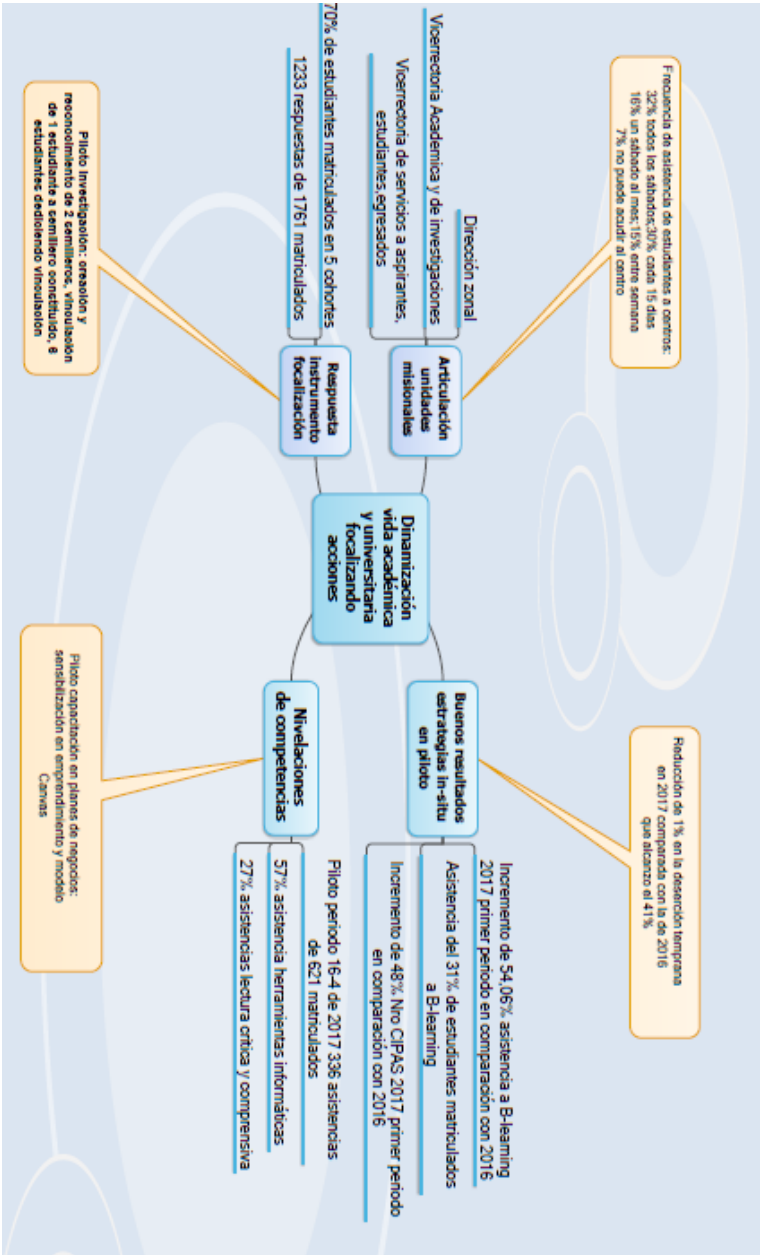 Frecuencia de asistencia de estudiantes a centros:
32% todos los sábados;30% cada 15 días
16% un sábado al mes;15% entre semana
7% no puede acudir al centro
Dirección zonal
Vicerrectoria Academica y de investigaciones
Vicerrectoria de servicios a aspirantes,
estudiantes,egresados
Articulación
unidades
misionales
70% de estudiantes matriculados en 5 cohortes
1233 respuestas de 1761 matriculados
Respuesta
instrumento
focalización
Piloto Investigación: creación y
reconocimiento de 2 semilleros, vinculación
de 1 estudiante a semillero constituido, 6
estudiantes decidiendo vinculación
Dinamización
vida académica
y universitaria
focalizando
acciones
Reducción de 1% en la deserción temprana
en 2017 comparada con la de 2016
que alcanzo el 41%
Buenos resultados
estrategias in-situ
en piloto
Incremento de 54,06% asistencia a B-learning
2017 primer periodo en comparación con 2016
Asistencia del 31% de estudiantes matriculados
a B-learning
Incremento de 48% Nro CIPAS 2017 primer periodo
en comparación con 2016
Nivelaciones
de competencias
Piloto periodo 16-4 de 2017 336 asistencias
de 621 matriculados
57% asistencia herramientas informáticas
27% asistencias lectura crítica y comprensiva
Piloto capacitación en planes de negocios:
sensibilización en emprendimiento y modelo
Canvas